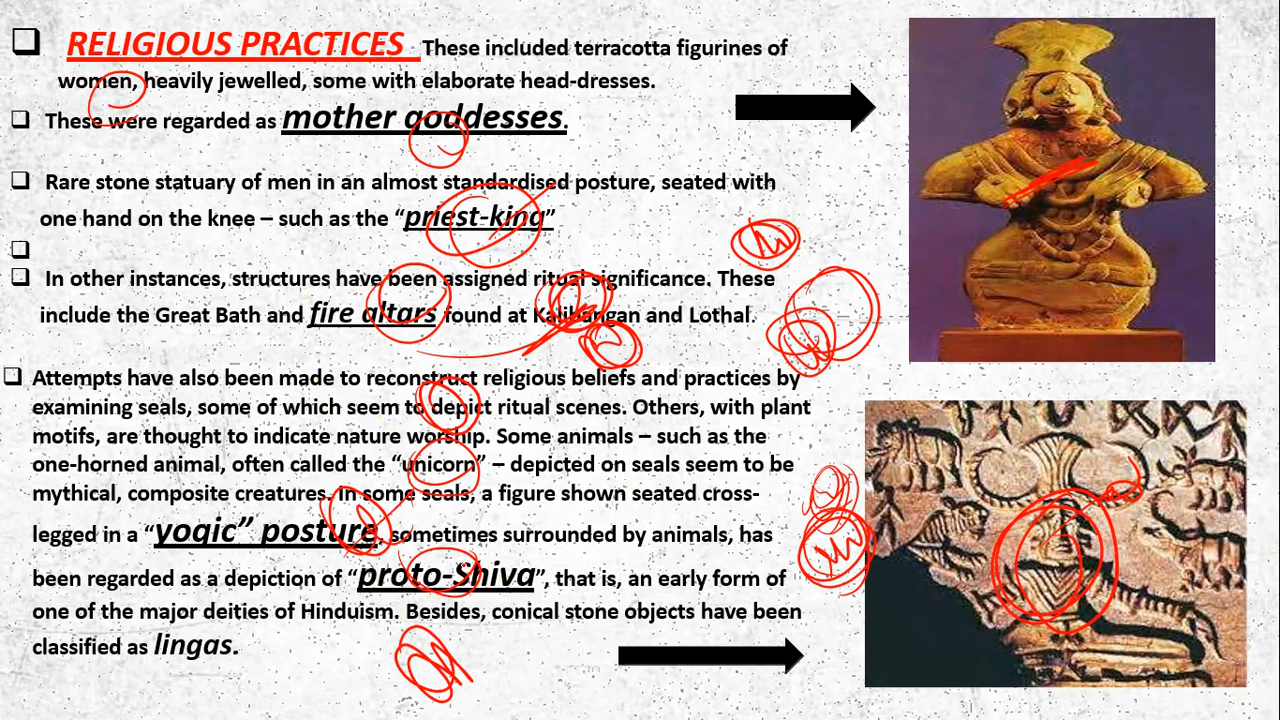 RELIGIOUS PRACTICES These included terracotta figurines of
women, heavily jewelled, some with elaborate head-dresses.
These were regarded as mother goddesses.
Rare stone statuary of men in an almost standardised posture, seated with
one hand on the knee – such as the “priest-king”
In other instances, structures have been assigned ritual significance. These
include the Great Bath and fire altars found at Kalibangan and Lothal.
Attempts have also been made to reconstruct religious beliefs and practices by
examining seals, some of which seem to depict ritual scenes. Others, with plant
motifs, are thought to indicate nature worship. Some animals – such as the
one-horned animal, often called the “unicorn” – depicted on seals seem to be
mythical, composite creatures. In some seals, a figure shown seated cross-
legged in a “yogic” posture, sometimes surrounded by animals, has
been regarded as a depiction of “proto-Shiva”, that is, an early form of
one of the major deities of Hinduism. Besides, conical stone objects have been
classified as lingas.